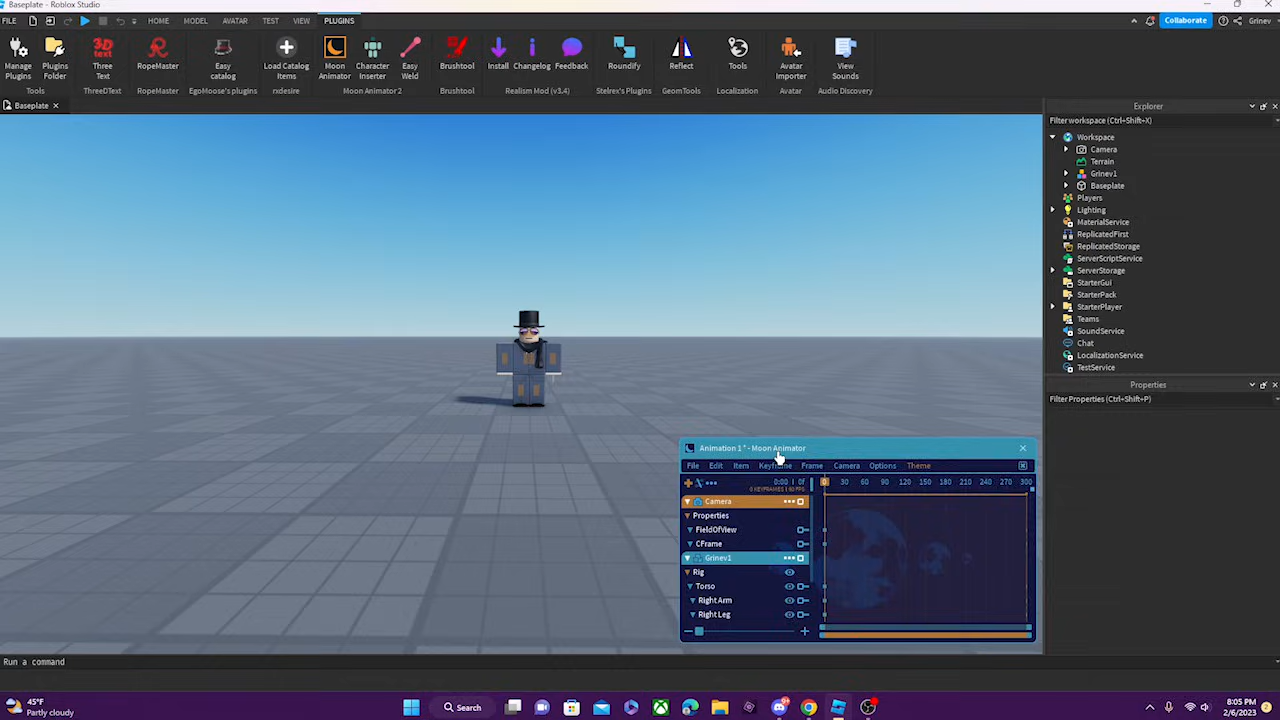 Baseplate - Roblox Studio
FILE HOME MODEL AVATAR TEST VIEW PLUGINS Collaborate Grinev
Manage Plugins
Plugins Folder
Three Text
RopeMaster
Easy catalog
Load Catalog Items
Moon Animator
Character Inserter
Easy Weld
Brushtool
Install
Changelog
Feedback
Roundify
Reflect
Tools
Avatar Importer
View Sounds
3D text
Tools ThreeDText RopeMaster EgoMoose's plugins rxdesire Moon Animator 2 Brushtool Realism Mod (v3.4) Stelrex's Plugins GeomTools Localization Avatar Audio Discovery
Baseplate
Explorer
Filter workspace (Ctrl+Shift+X)
Workspace
Camera
Terrain
Grinev1
Baseplate
Players
Lighting
MaterialService
ReplicatedFirst
ReplicatedStorage
ServerScriptService
ServerStorage
StarterGui
StarterPack
StarterPlayer
Teams
SoundService
Chat
LocalizationService
TestService
Properties
Filter Properties (Ctrl+Shift+P)
Animation 1 * - Moon Animator
File Edit Item Keyframe Frame Camera Options Theme
0:00 | 0f 0 30 60 90 120 150 180 210 240 270 300
Camera
Properties
FieldOfView
CFrame
Grinev1
Rig
Torso
Right Arm
Right Leg
Run a command
45°F
Partly cloudy
Search
8:05 PM
2/6/2023